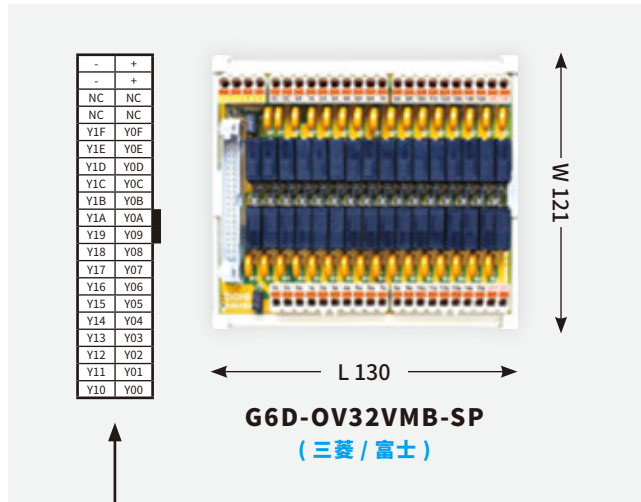 - +
- +
NC NC
NC NC
Y1F Y0F
Y1E Y0E
Y1D Y0D
Y1C Y0C
Y1B Y0B
Y1A Y0A
Y19 Y09
Y18 Y08
Y17 Y07
Y16 Y06
Y15 Y05
Y14 Y04
Y13 Y03
Y12 Y02
Y11 Y01
Y10 Y00
W 121
L 130
G6D-OV32VMB-SP
( 三菱 / 富士 )